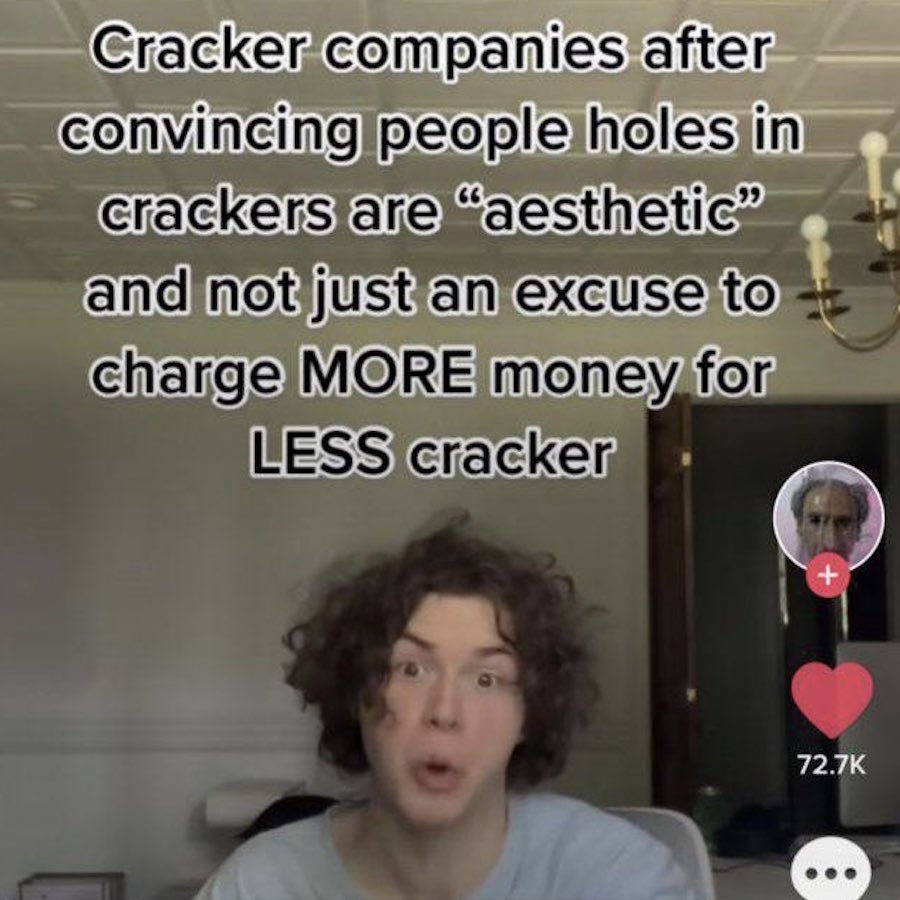 Cracker companies after
convincing people holes in
crackers are “aesthetic”
and not just an excuse to
charge MORE money for
LESS cracker
72.7K